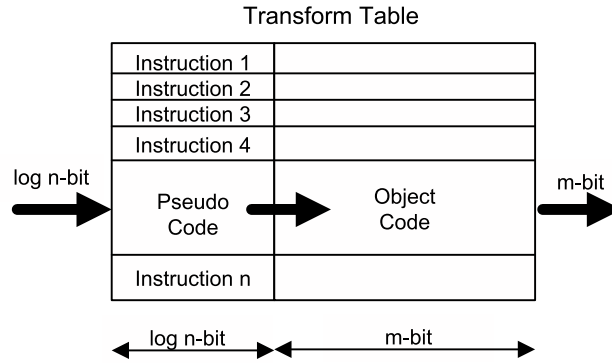 Transform Table
Instruction 1
Instruction 2
Instruction 3
Instruction 4
log n-bit
Pseudo
Code
Object
Code
m-bit
Instruction n
log n-bit
m-bit